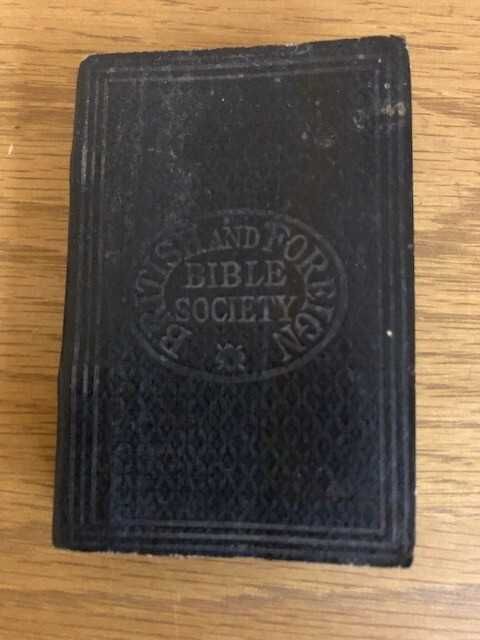 BRITISH AND FOREIGN
BIBLE
SOCIETY